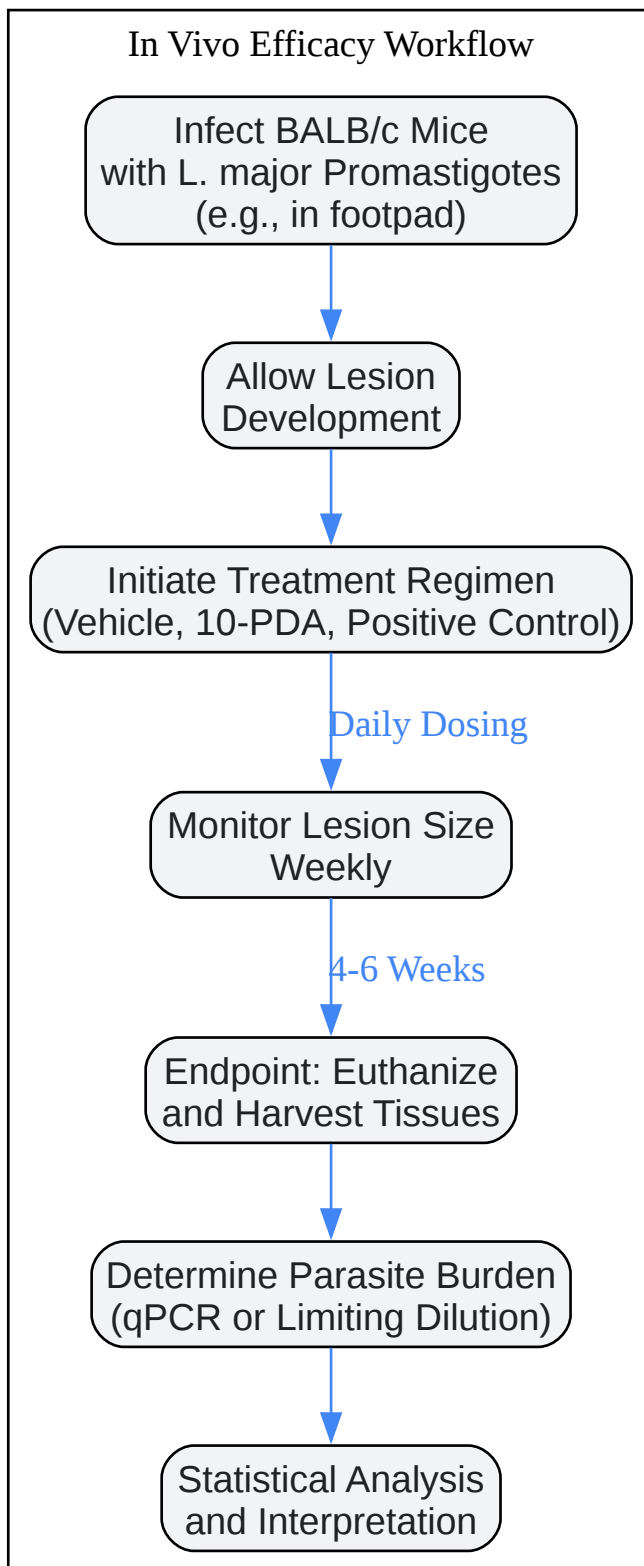 In Vivo Efficacy Workflow
Infect BALB/c Mice
with L. major Promastigotes
(e.g., in footpad)
Allow Lesion
Development
Initiate Treatment Regimen
(Vehicle, 10-PDA, Positive Control)
Daily Dosing
Monitor Lesion Size
Weekly
4-6 Weeks
Endpoint: Euthanize
and Harvest Tissues
Determine Parasite Burden
(qPCR or Limiting Dilution)
Statistical Analysis
and Interpretation